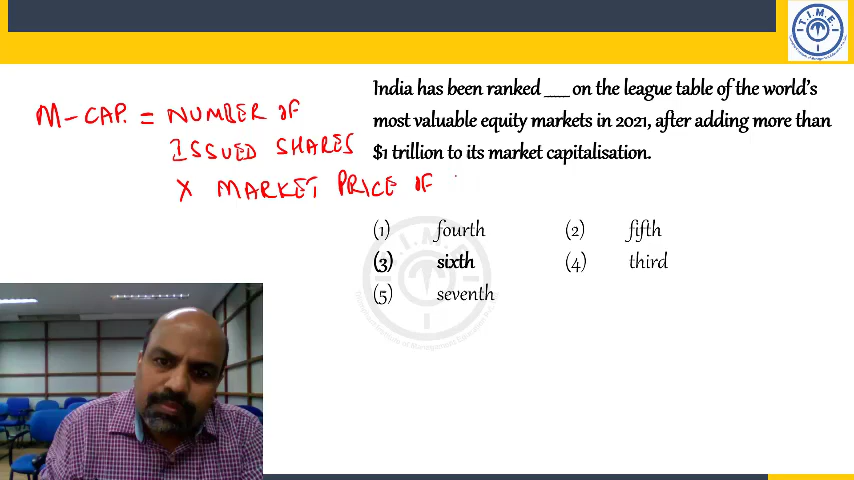 T.I.M.E.
India has been ranked ___ on the league table of the world's
most valuable equity markets in 2021, after adding more than
$1 trillion to its market capitalisation.
M-CAP. = NUMBER OF
ISSUED SHARES
X MARKET PRICE OF
(1) fourth (2) fifth
(3) sixth (4) third
(5) seventh